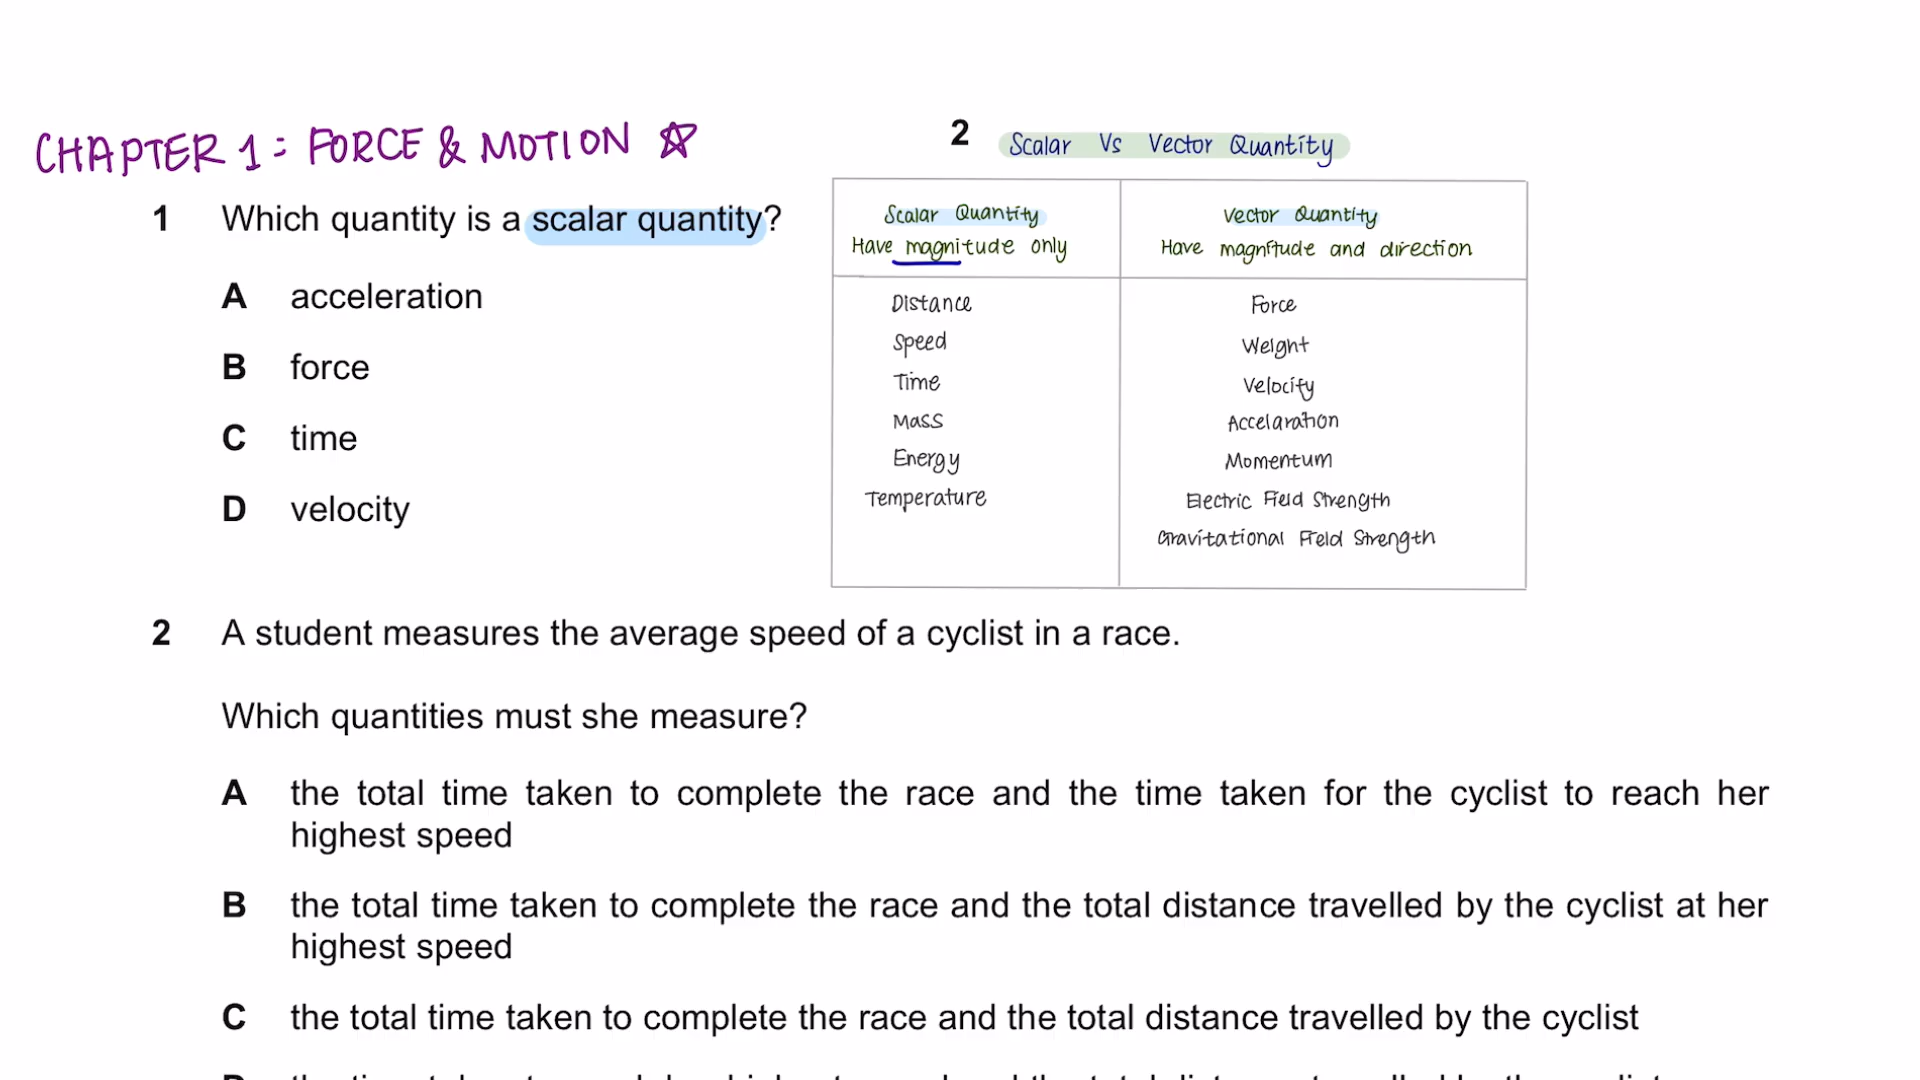 CHAPTER 1 : FORCE & MOTION
2 Scalar Vs Vector Quantity
1 Which quantity is a scalar quantity?
A acceleration
B force
C time
D velocity
Scalar Quantity
Have magnitude only
Distance
Speed
Time
Mass
Energy
Temperature
Vector Quantity
Have magnitude and direction
Force
Weight
Velocity
Accelaration
Momentum
Electric Field Strength
Gravitational Field Strength
2 A student measures the average speed of a cyclist in a race.
Which quantities must she measure?
A the total time taken to complete the race and the time taken for the cyclist to reach her
highest speed
B the total time taken to complete the race and the total distance travelled by the cyclist at her
highest speed
C the total time taken to complete the race and the total distance travelled by the cyclist